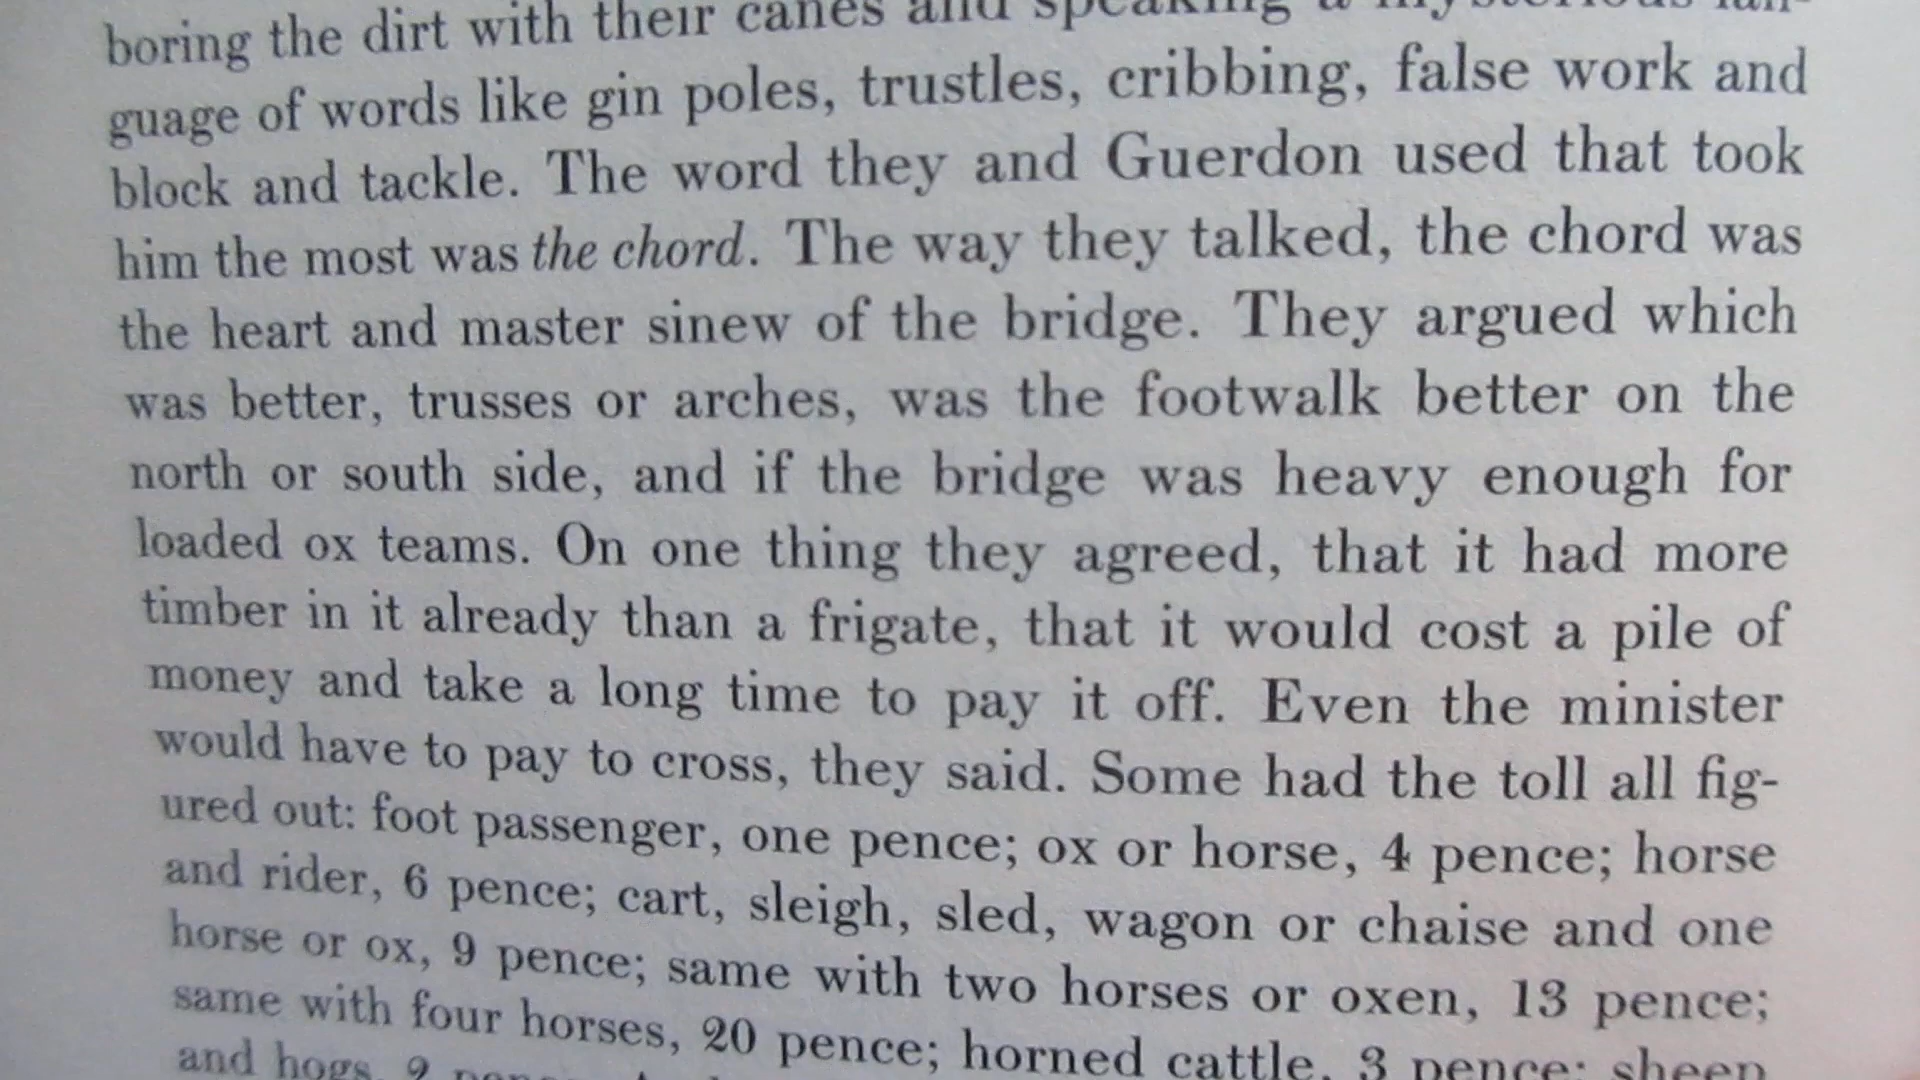 boring the dirt with their canes and speaking a mysterious lan-
guage of words like gin poles, trustles, cribbing, false work and
block and tackle. The word they and Guerdon used that took
him the most was the chord. The way they talked, the chord was
the heart and master sinew of the bridge. They argued which
was better, trusses or arches, was the footwalk better on the
north or south side, and if the bridge was heavy enough for
loaded ox teams. On one thing they agreed, that it had more
timber in it already than a frigate, that it would cost a pile of
money and take a long time to pay it off. Even the minister
would have to pay to cross, they said. Some had the toll all fig-
ured out: foot passenger, one pence; ox or horse, 4 pence; horse
and rider, 6 pence; cart, sleigh, sled, wagon or chaise and one
horse or ox, 9 pence; same with two horses or oxen, 13 pence;
same with four horses, 20 pence; horned cattle, 3 pence; sheep
and hogs,